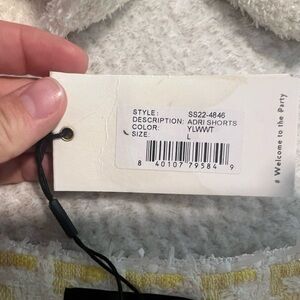 STYLE: SS22-4846
DESCRIPTION: ADRI SHORTS
COLOR: YLWWT
SIZE: L
8 40107 79584 9
# Welcome to the Party